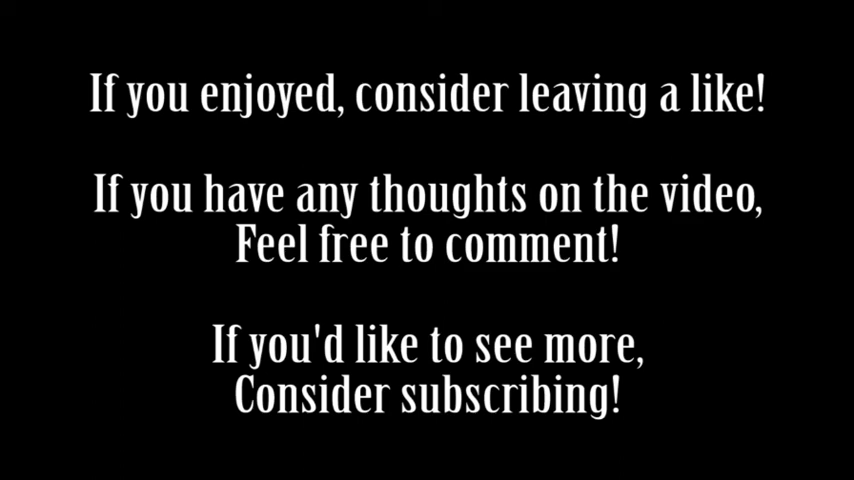 If you enjoyed, consider leaving a like!
If you have any thoughts on the video,
Feel free to comment!
If you'd like to see more,
Consider subscribing!